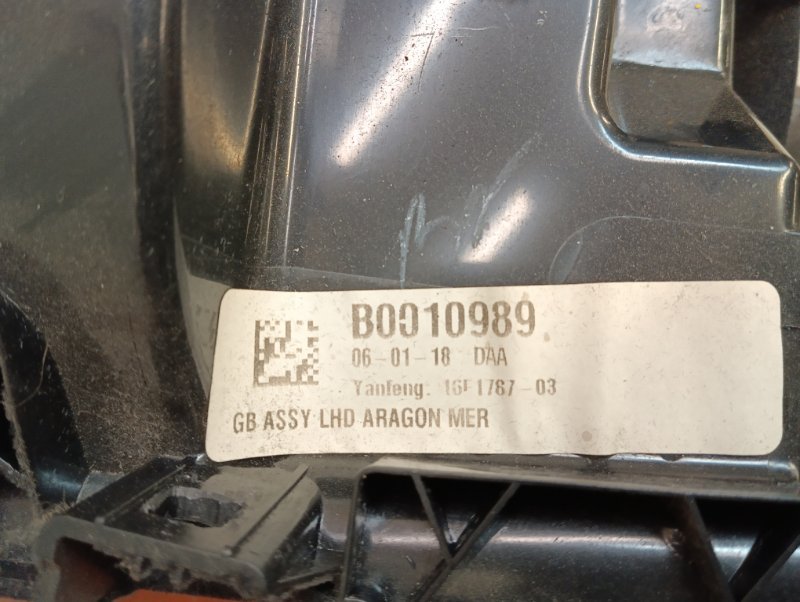 B0010989
06-01-18 DAA
Yanfeng: 16F1787-03
GB ASSY LHD ARAGON MER